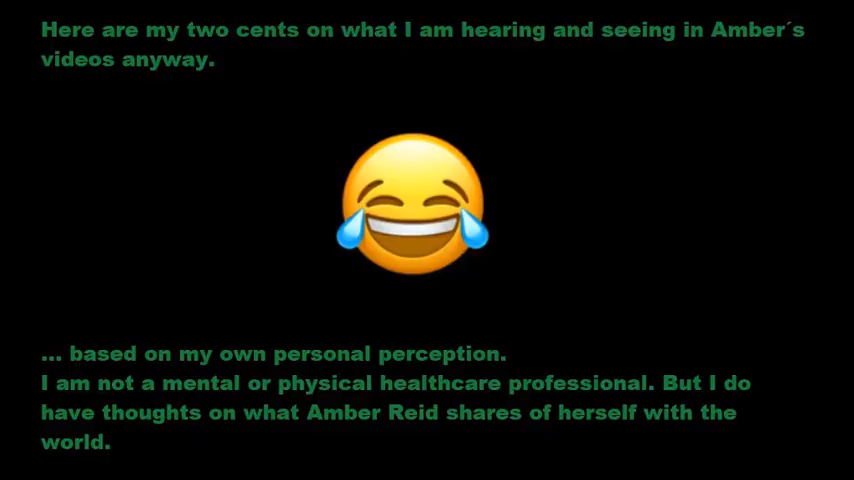 Here are my two cents on what I am hearing and seeing in Amber´s
videos anyway.
... based on my own personal perception.
I am not a mental or physical healthcare professional. But I do
have thoughts on what Amber Reid shares of herself with the
world.